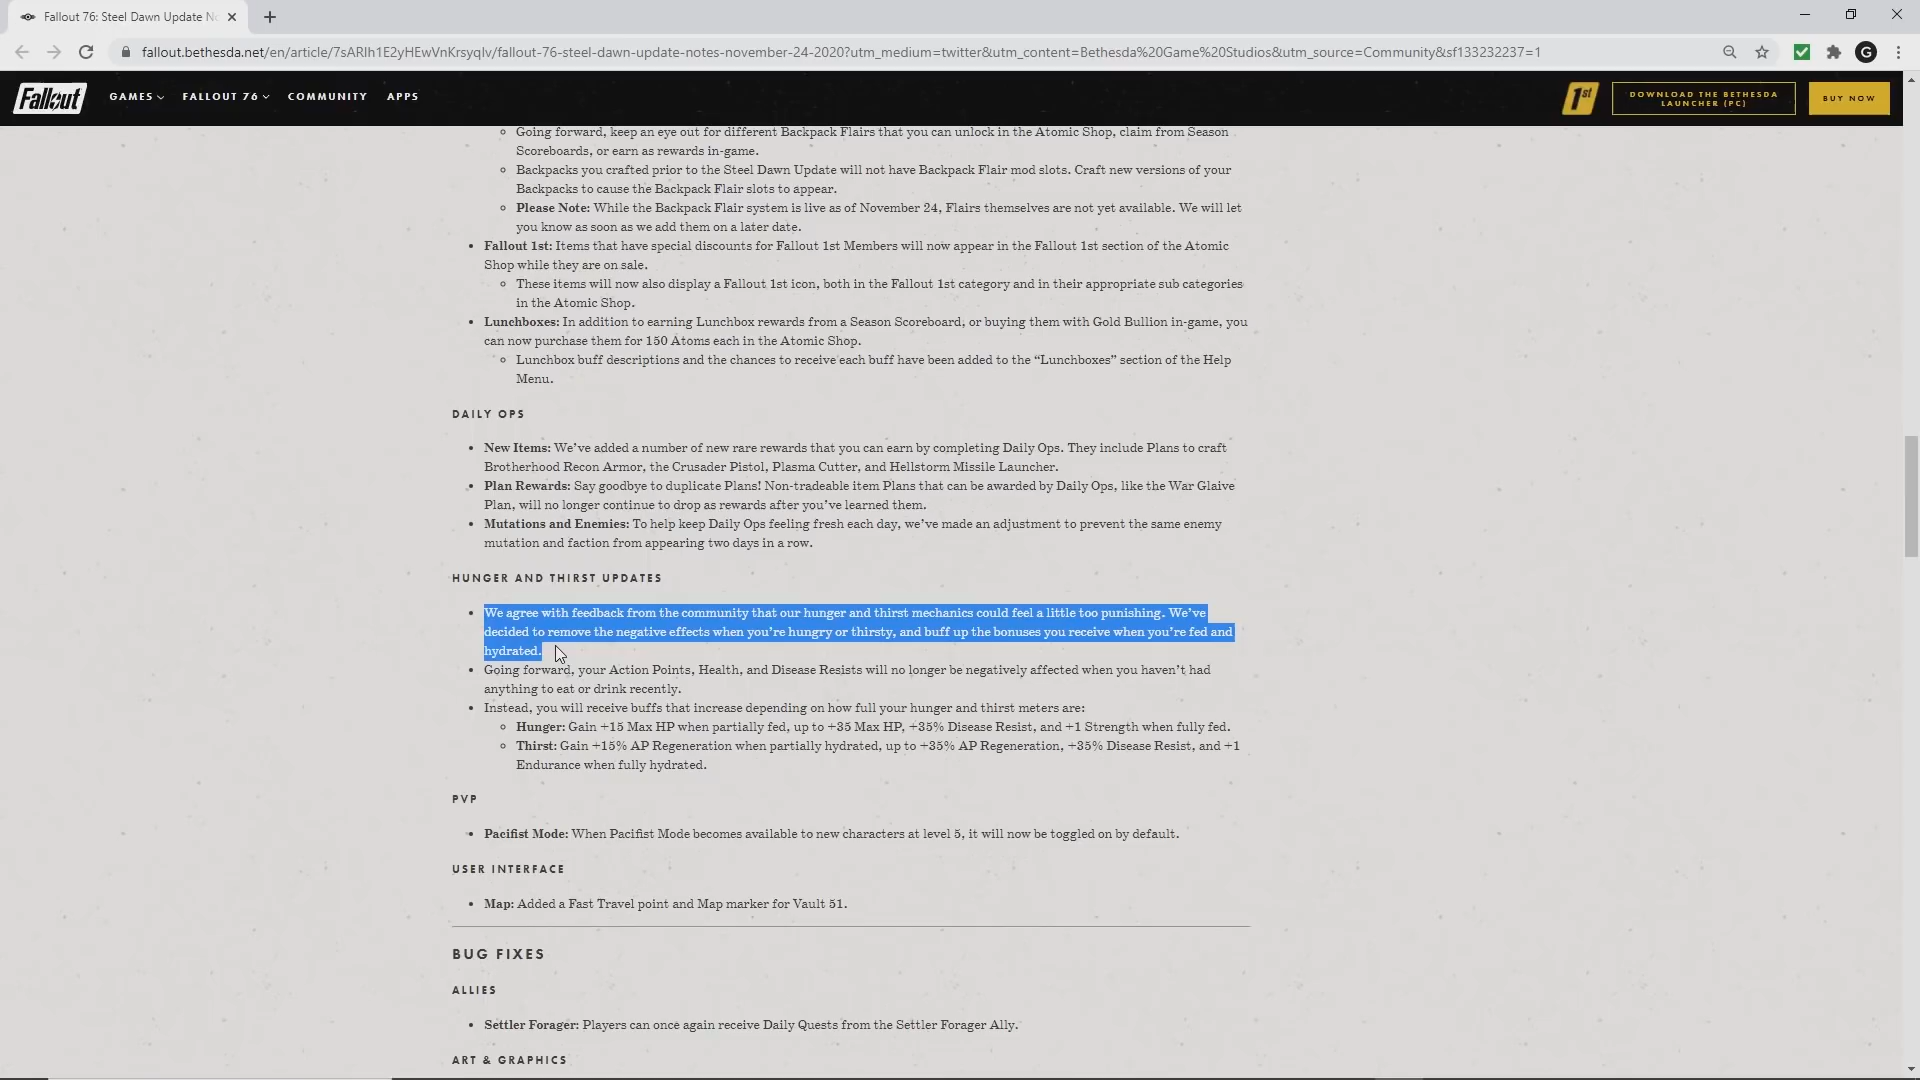 Fallout 76: Steel Dawn Update No
fallout.bethesda.net/en/article/7sARlh1E2yHEwVnKrsyqlv/fallout-76-steel-dawn-update-notes-november-24-2020?utm_medium=twitter&utm_content=Bethesda%20Game%20Studios&utm_source=Community&sf133232237=1
G
Fallout
GAMES
FALLOUT 76
COMMUNITY
APPS
1st
DOWNLOAD THE BETHESDA
LAUNCHER (PC)
BUY NOW
Going forward, keep an eye out for different Backpack Flairs that you can unlock in the Atomic Shop, claim from Season
Scoreboards, or earn as rewards in-game.
Backpacks you crafted prior to the Steel Dawn Update will not have Backpack Flair mod slots. Craft new versions of your
Backpacks to cause the Backpack Flair slots to appear.
Please Note: While the Backpack Flair system is live as of November 24, Flairs themselves are not yet available. We will let
you know as soon as we add them on a later date.
Fallout 1st: Items that have special discounts for Fallout 1st Members will now appear in the Fallout 1st section of the Atomic
Shop while they are on sale.
These items will now also display a Fallout 1st icon, both in the Fallout 1st category and in their appropriate sub categories
in the Atomic Shop.
Lunchboxes: In addition to earning Lunchbox rewards from a Season Scoreboard, or buying them with Gold Bullion in-game, you
can now purchase them for 150 Atoms each in the Atomic Shop.
Lunchbox buff descriptions and the chances to receive each buff have been added to the “Lunchboxes” section of the Help
Menu.
DAILY OPS
New Items: We’ve added a number of new rare rewards that you can earn by completing Daily Ops. They include Plans to craft
Brotherhood Recon Armor, the Crusader Pistol, Plasma Cutter, and Hellstorm Missile Launcher.
Plan Rewards: Say goodbye to duplicate Plans! Non-tradeable item Plans that can be awarded by Daily Ops, like the War Glaive
Plan, will no longer continue to drop as rewards after you’ve learned them.
Mutations and Enemies: To help keep Daily Ops feeling fresh each day, we’ve made an adjustment to prevent the same enemy
mutation and faction from appearing two days in a row.
HUNGER AND THIRST UPDATES
We agree with feedback from the community that our hunger and thirst mechanics could feel a little too punishing. We’ve
decided to remove the negative effects when you’re hungry or thirsty, and buff up the bonuses you receive when you’re fed and
hydrated.
Going forward, your Action Points, Health, and Disease Resists will no longer be negatively affected when you haven’t had
anything to eat or drink recently.
Instead, you will receive buffs that increase depending on how full your hunger and thirst meters are:
Hunger: Gain +15 Max HP when partially fed, up to +35 Max HP, +35% Disease Resist, and +1 Strength when fully fed.
Thirst: Gain +15% AP Regeneration when partially hydrated, up to +35% AP Regeneration, +35% Disease Resist, and +1
Endurance when fully hydrated.
PVP
Pacifist Mode: When Pacifist Mode becomes available to new characters at level 5, it will now be toggled on by default.
USER INTERFACE
Map: Added a Fast Travel point and Map marker for Vault 51.
BUG FIXES
ALLIES
Settler Forager: Players can once again receive Daily Quests from the Settler Forager Ally.
ART & GRAPHICS